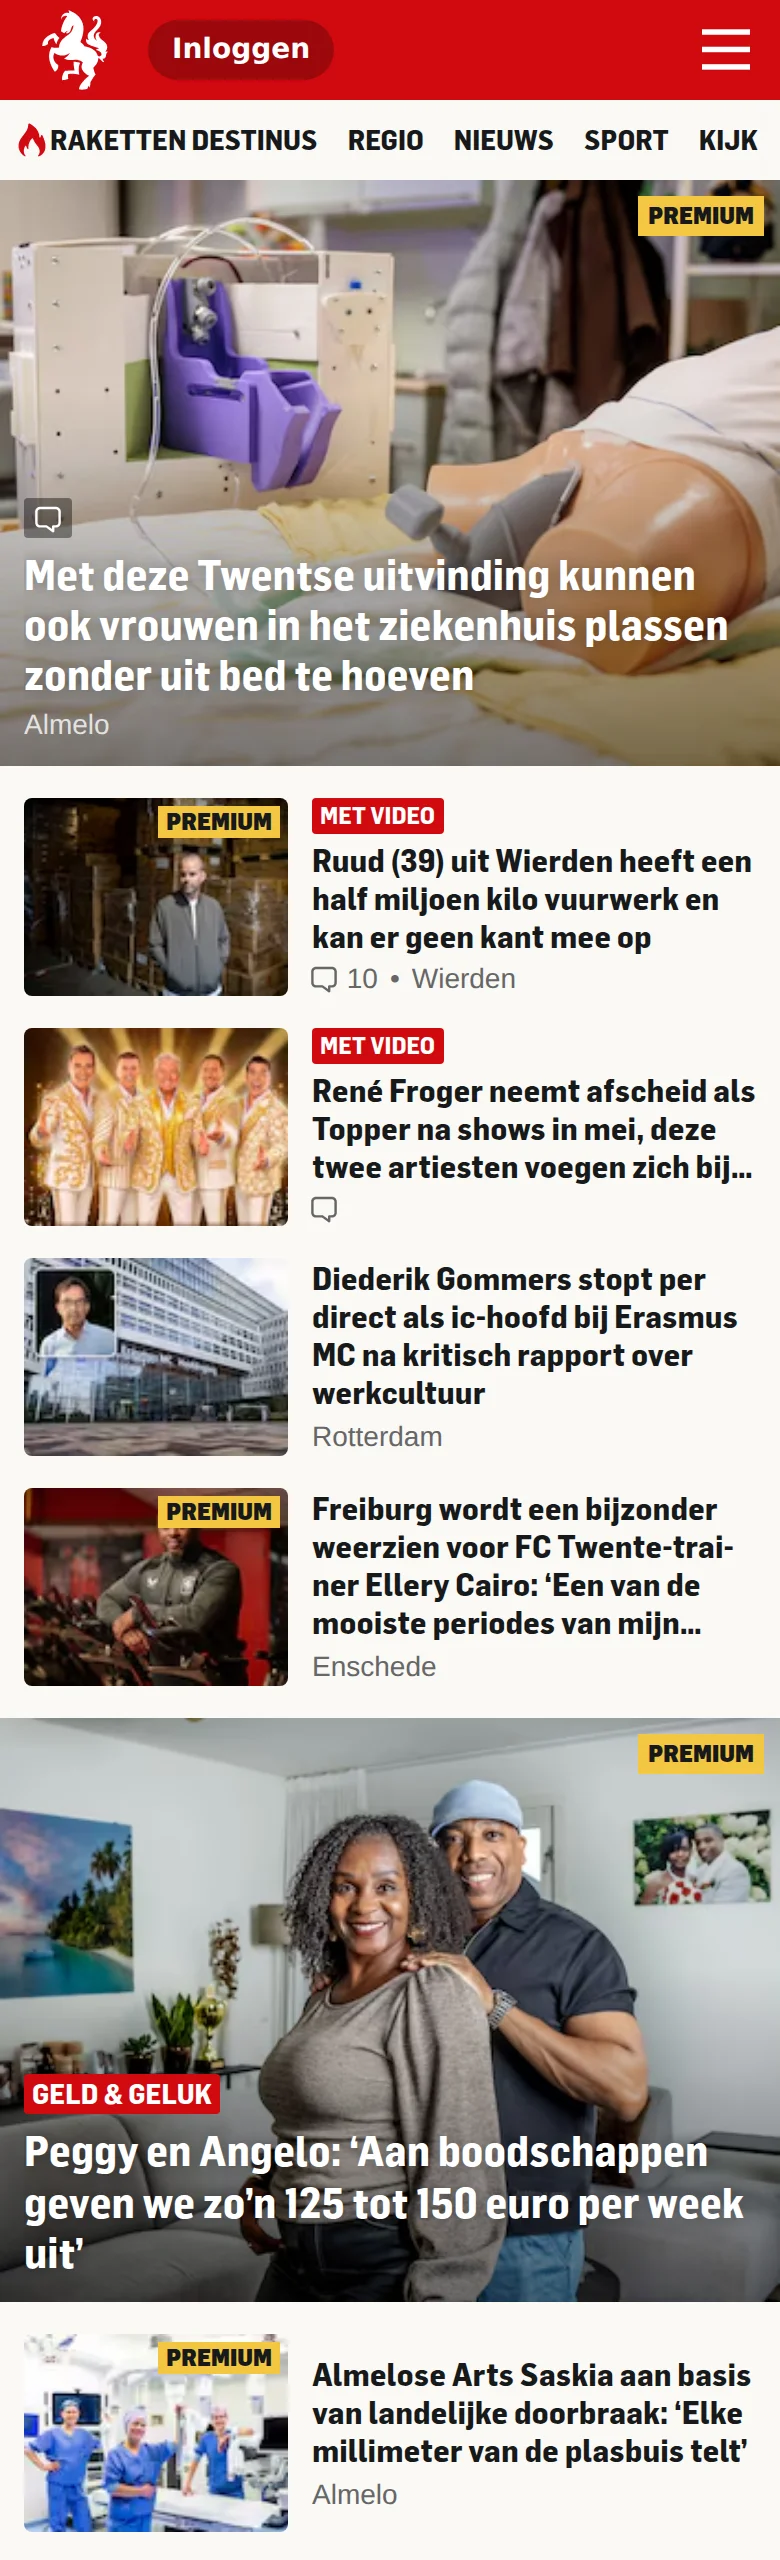 Inloggen
RAKETTEN DESTINUS REGIO NIEUWS SPORT KIJK
PREMIUM
Met deze Twentse uitvinding kunnen
ook vrouwen in het ziekenhuis plassen
zonder uit bed te hoeven
Almelo
PREMIUM
MET VIDEO
Ruud (39) uit Wierden heeft een
half miljoen kilo vuurwerk en
kan er geen kant mee op
10 • Wierden
MET VIDEO
René Froger neemt afscheid als
Topper na shows in mei, deze
twee artiesten voegen zich bij...
Diederik Gommers stopt per
direct als ic-hoofd bij Erasmus
MC na kritisch rapport over
werkcultuur
Rotterdam
PREMIUM
Freiburg wordt een bijzonder
weerzien voor FC Twente-trai-
ner Ellery Cairo: ‘Een van de
mooiste periodes van mijn...
Enschede
PREMIUM
GELD & GELUK
Peggy en Angelo: ‘Aan boodschappen
geven we zo’n 125 tot 150 euro per week
uit’
PREMIUM
Almelose Arts Saskia aan basis
van landelijke doorbraak: ‘Elke
millimeter van de plasbuis telt’
Almelo